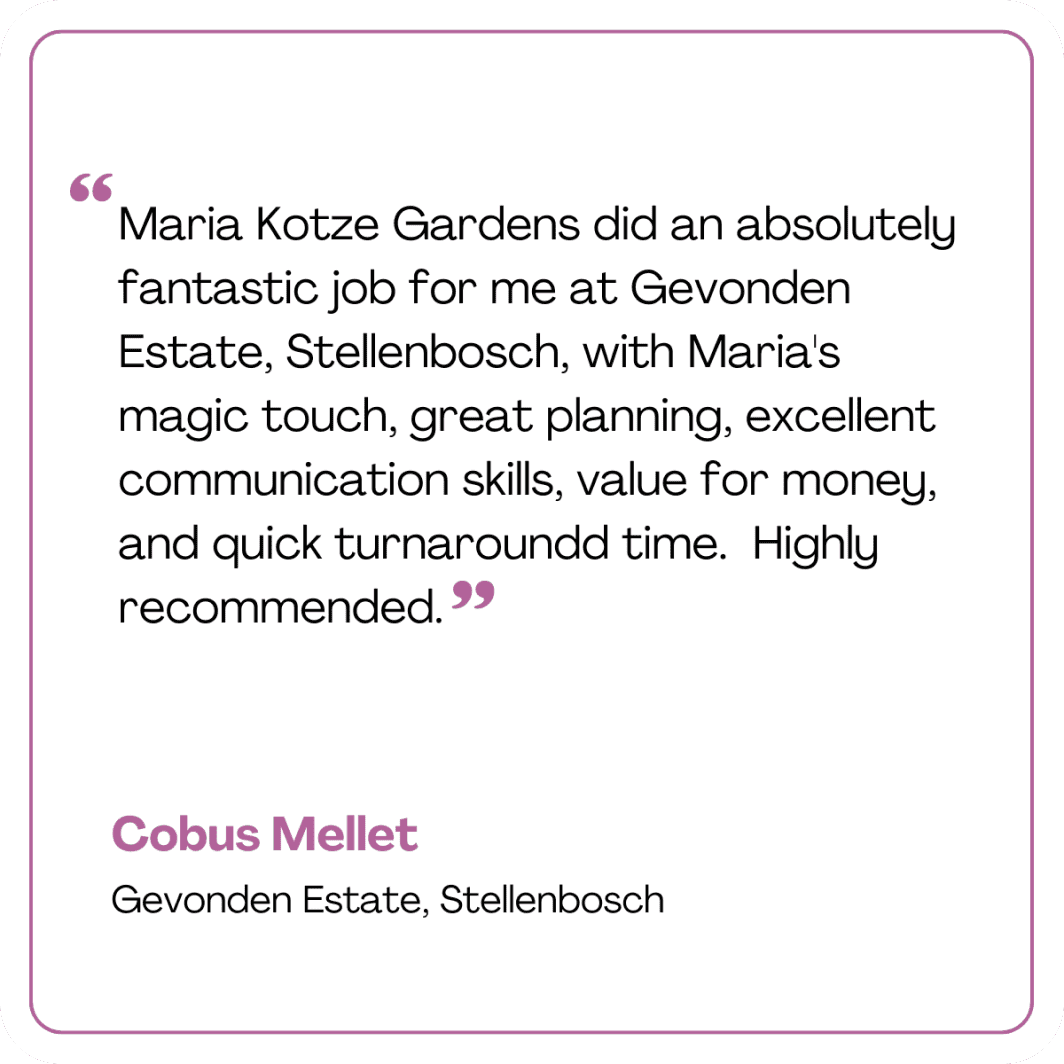 “Maria Kotze Gardens did an absolutely
fantastic job for me at Gevonden
Estate, Stellenbosch, with Maria's
magic touch, great planning, excellent
communication skills, value for money,
and quick turnaroundd time.  Highly
recommended.”
Cobus Mellet
Gevonden Estate, Stellenbosch